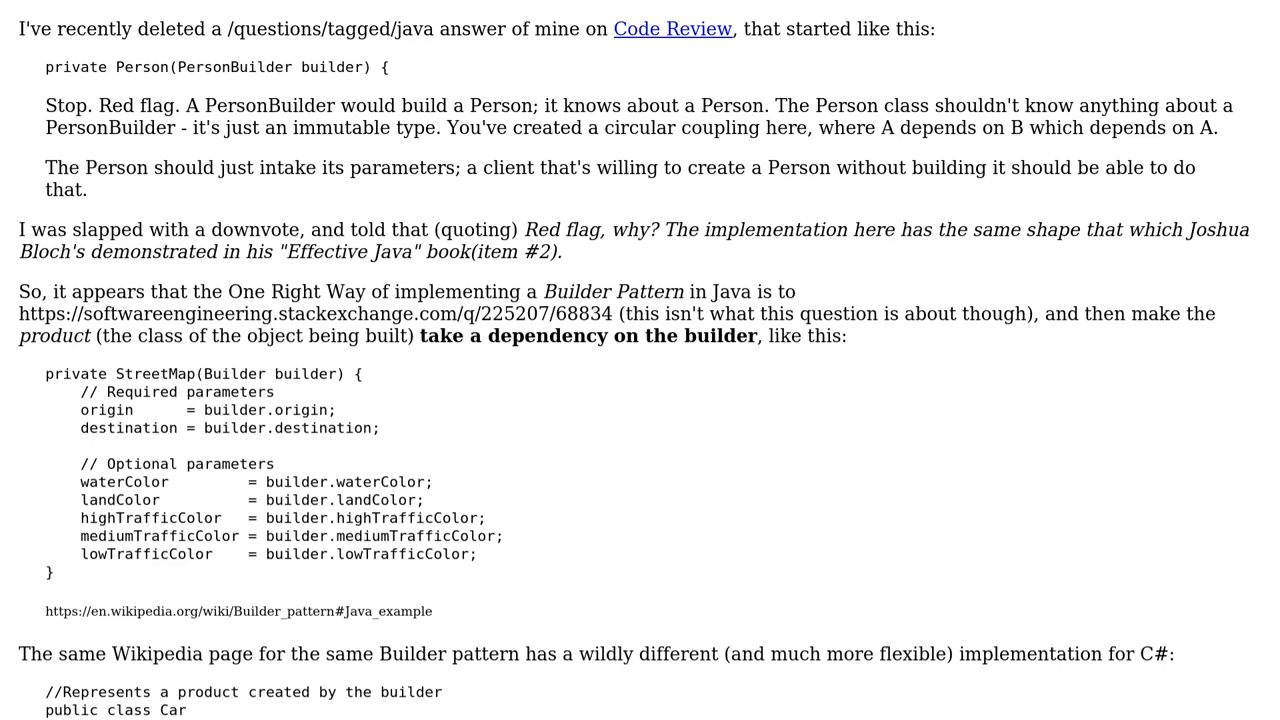 I've recently deleted a /questions/tagged/java answer of mine on Code Review, that started like this:
private Person(PersonBuilder builder) {
Stop. Red flag. A PersonBuilder would build a Person; it knows about a Person. The Person class shouldn't know anything about a
PersonBuilder - it's just an immutable type. You've created a circular coupling here, where A depends on B which depends on A.
The Person should just intake its parameters; a client that's willing to create a Person without building it should be able to do
that.
I was slapped with a downvote, and told that (quoting) Red flag, why? The implementation here has the same shape that which Joshua
Bloch's demonstrated in his "Effective Java" book(item #2).
So, it appears that the One Right Way of implementing a Builder Pattern in Java is to
https://softwareengineering.stackexchange.com/q/225207/68834 (this isn't what this question is about though), and then make the
product (the class of the object being built) take a dependency on the builder, like this:
private StreetMap(Builder builder) {
    // Required parameters
    origin      = builder.origin;
    destination = builder.destination;

    // Optional parameters
    waterColor         = builder.waterColor;
    landColor          = builder.landColor;
    highTrafficColor   = builder.highTrafficColor;
    mediumTrafficColor = builder.mediumTrafficColor;
    lowTrafficColor    = builder.lowTrafficColor;
}
https://en.wikipedia.org/wiki/Builder_pattern#Java_example
The same Wikipedia page for the same Builder pattern has a wildly different (and much more flexible) implementation for C#:
//Represents a product created by the builder
public class Car